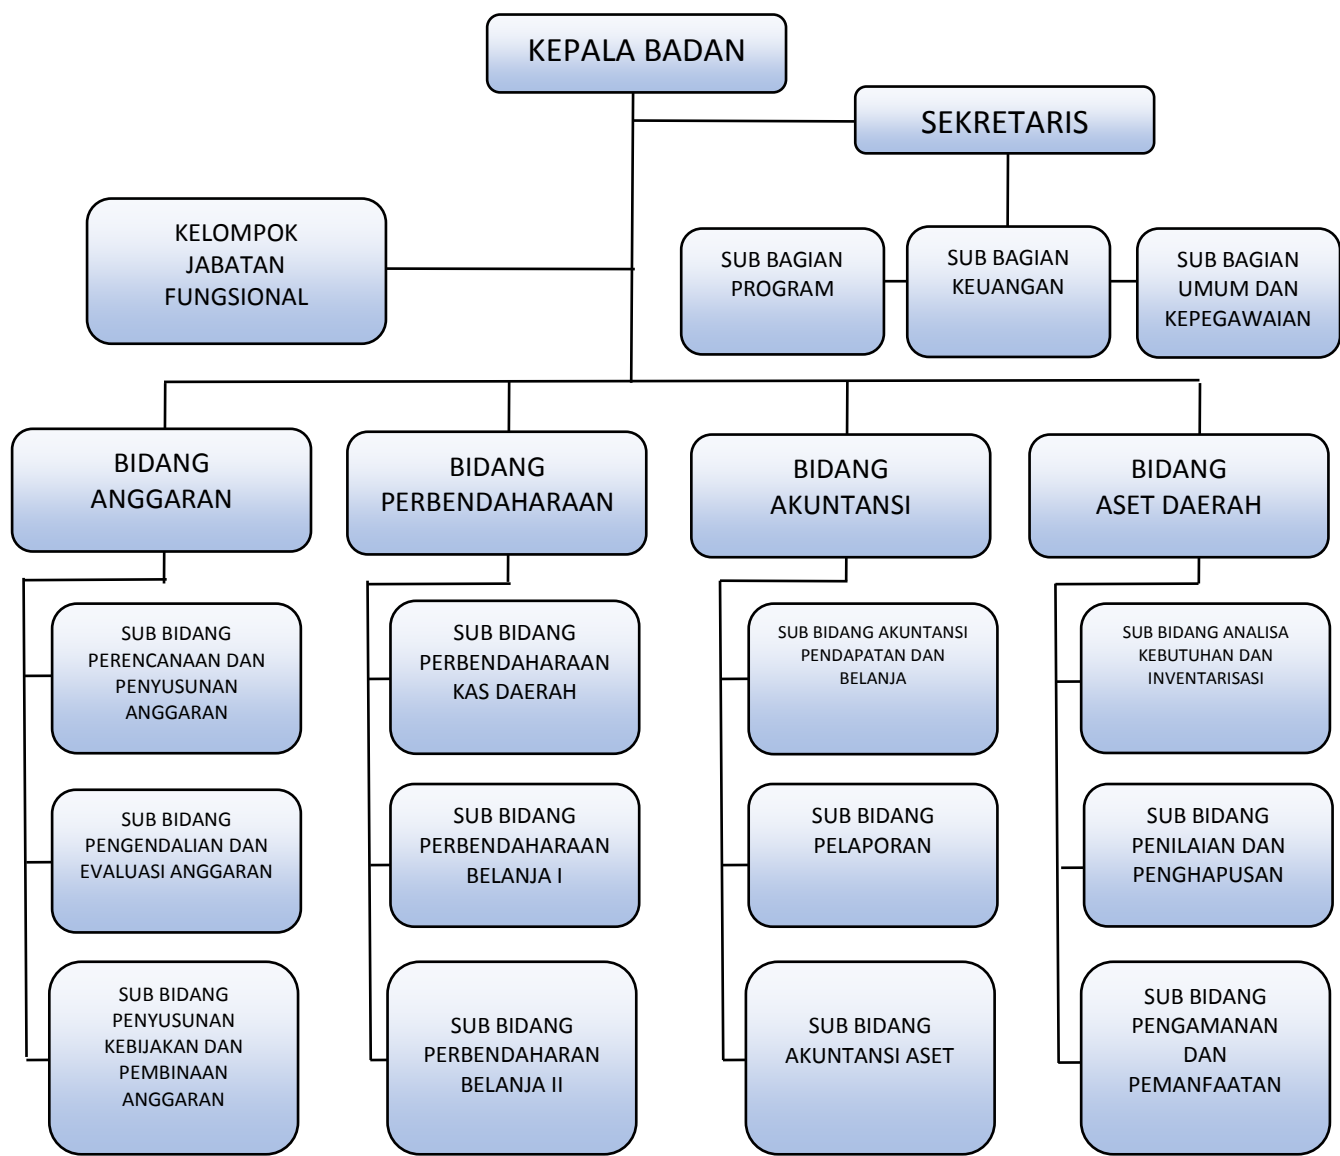 KEPALA BADAN
SEKRETARIS
KELOMPOK
JABATAN
FUNGSIONAL
SUB BAGIAN
PROGRAM
SUB BAGIAN
KEUANGAN
SUB BAGIAN
UMUM DAN
KEPEGAWAIAN
BIDANG
ANGGARAN
BIDANG
PERBENDAHARAAN
BIDANG
AKUNTANSI
BIDANG
ASET DAERAH
SUB BIDANG
PERENCANAAN DAN
PENYUSUNAN
ANGGARAN
SUB BIDANG
PERBENDAHARAAN
KAS DAERAH
SUB BIDANG AKUNTANSI
PENDAPATAN DAN
BELANJA
SUB BIDANG ANALISA
KEBUTUHAN DAN
INVENTARISASI
SUB BIDANG
PENGENDALIAN DAN
EVALUASI ANGGARAN
SUB BIDANG
PERBENDAHARAAN
BELANJA I
SUB BIDANG
PELAPORAN
SUB BIDANG
PENILAIAN DAN
PENGHAPUSAN
SUB BIDANG
PENYUSUNAN
KEBIJAKAN DAN
PEMBINAAN
ANGGARAN
SUB BIDANG
PERBENDAHARAN
BELANJA II
SUB BIDANG
AKUNTANSI ASET
SUB BIDANG
PENGAMANAN
DAN
PEMANFAATAN